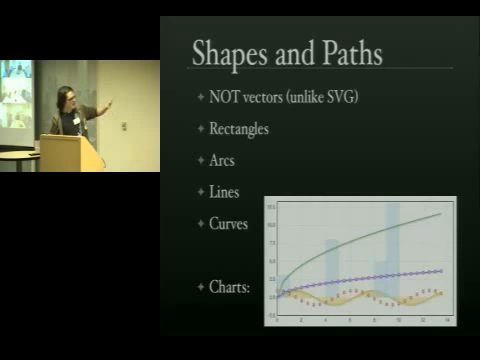 Shapes and Paths
NOT vectors (unlike SVG)
Rectangles
Arcs
Lines
Curves
Charts: